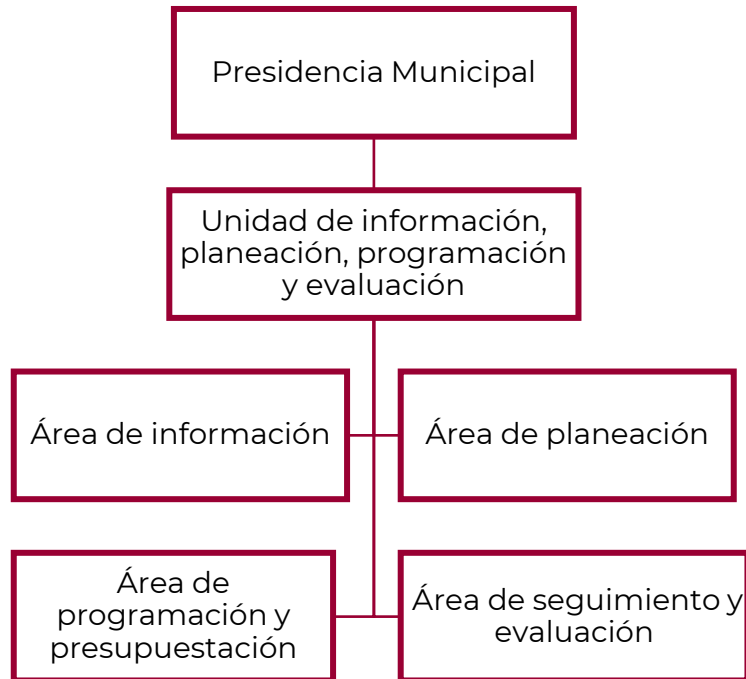 Presidencia Municipal
Unidad de información,
planeación, programación
y evaluación
Área de información
Área de planeación
Área de
programación y
presupuestación
Área de seguimiento y
evaluación